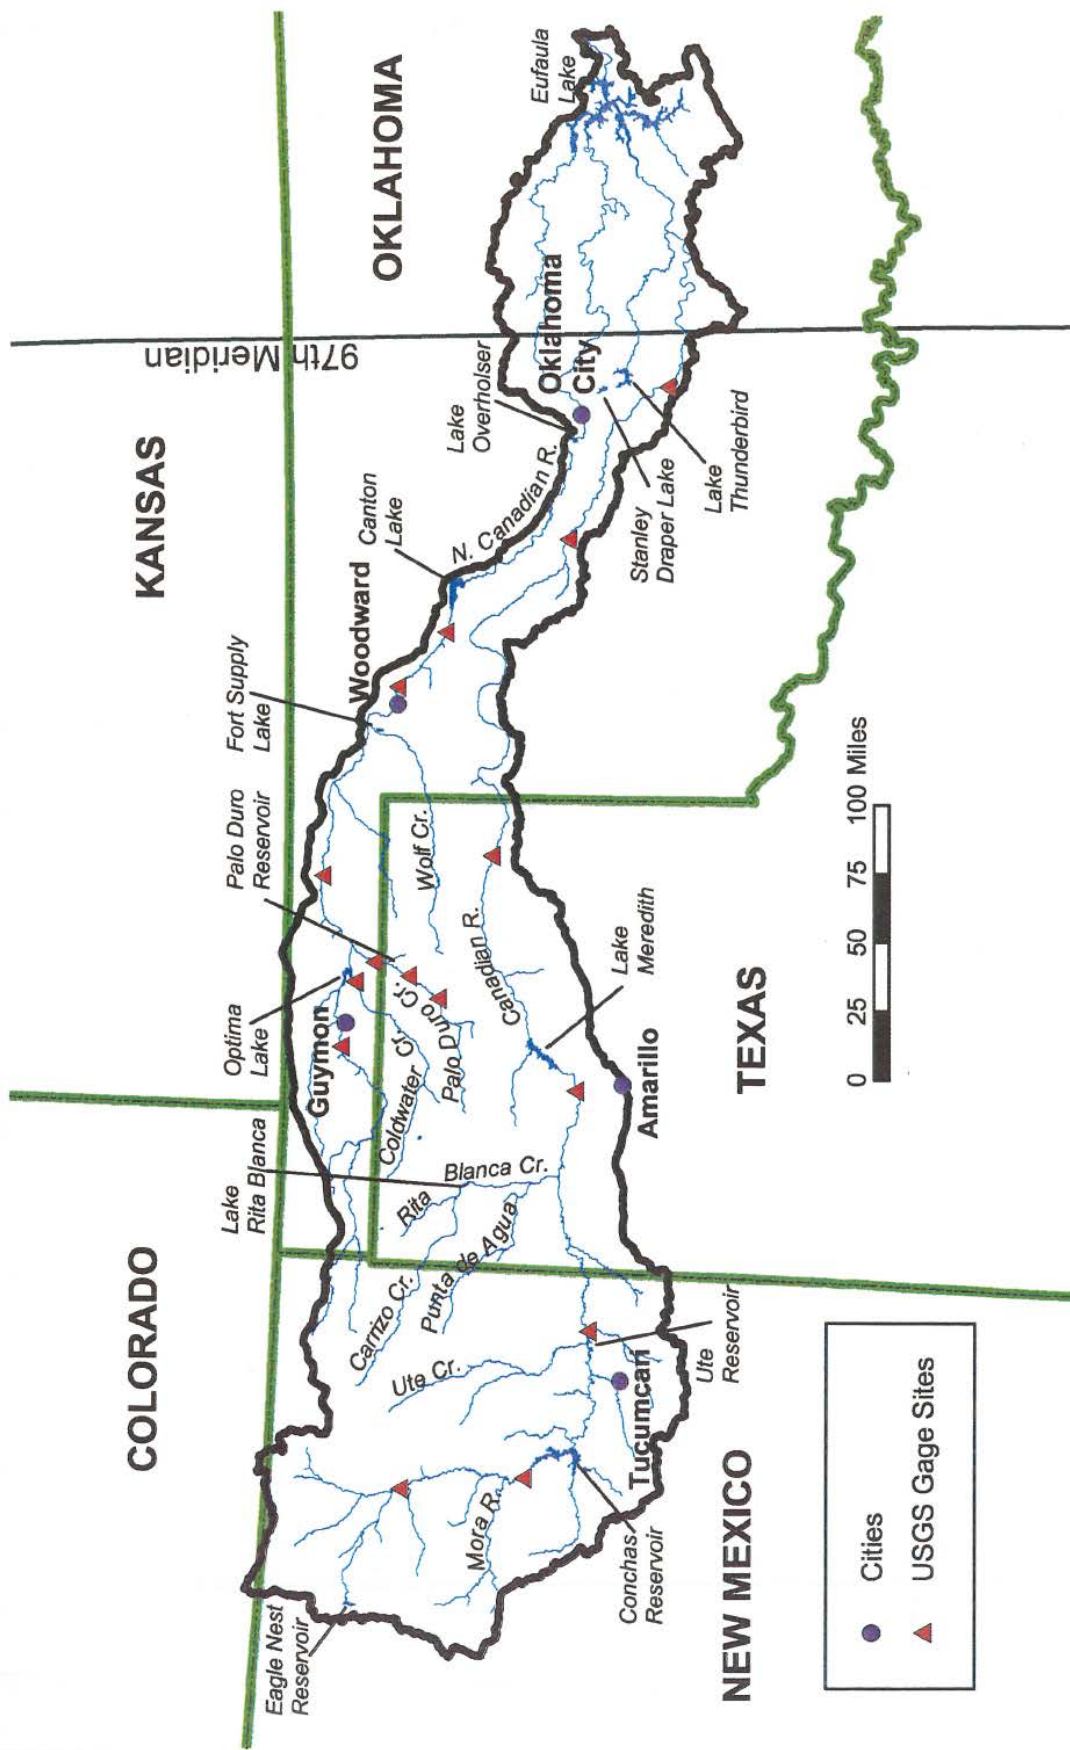 COLORADO
KANSAS
OKLAHOMA
97th Meridian
Eagle Nest
Reservoir
Lake
Rita Blanca
Optima
Lake
Palo Duro
Reservoir
Fort Supply
Lake
Woodward
Canton
Lake
Lake
Overholser
Eufaula
Lake
Guymon
Carrizo Cr.
Rita
Blanca Cr.
Coldwater Cr.
Palo Duro Cr.
Wolf Cr.
N. Canadian R.
Oklahoma
City
Ute Cr.
Punta de Agua
Canadian R.
Mora R.
Tucumcari
Conchas
Reservoir
Ute
Reservoir
Amarillo
Lake
Meredith
Stanley
Draper Lake
Lake
Thunderbird
NEW MEXICO
TEXAS
Cities
USGS Gage Sites
0 25 50 75 100 Miles